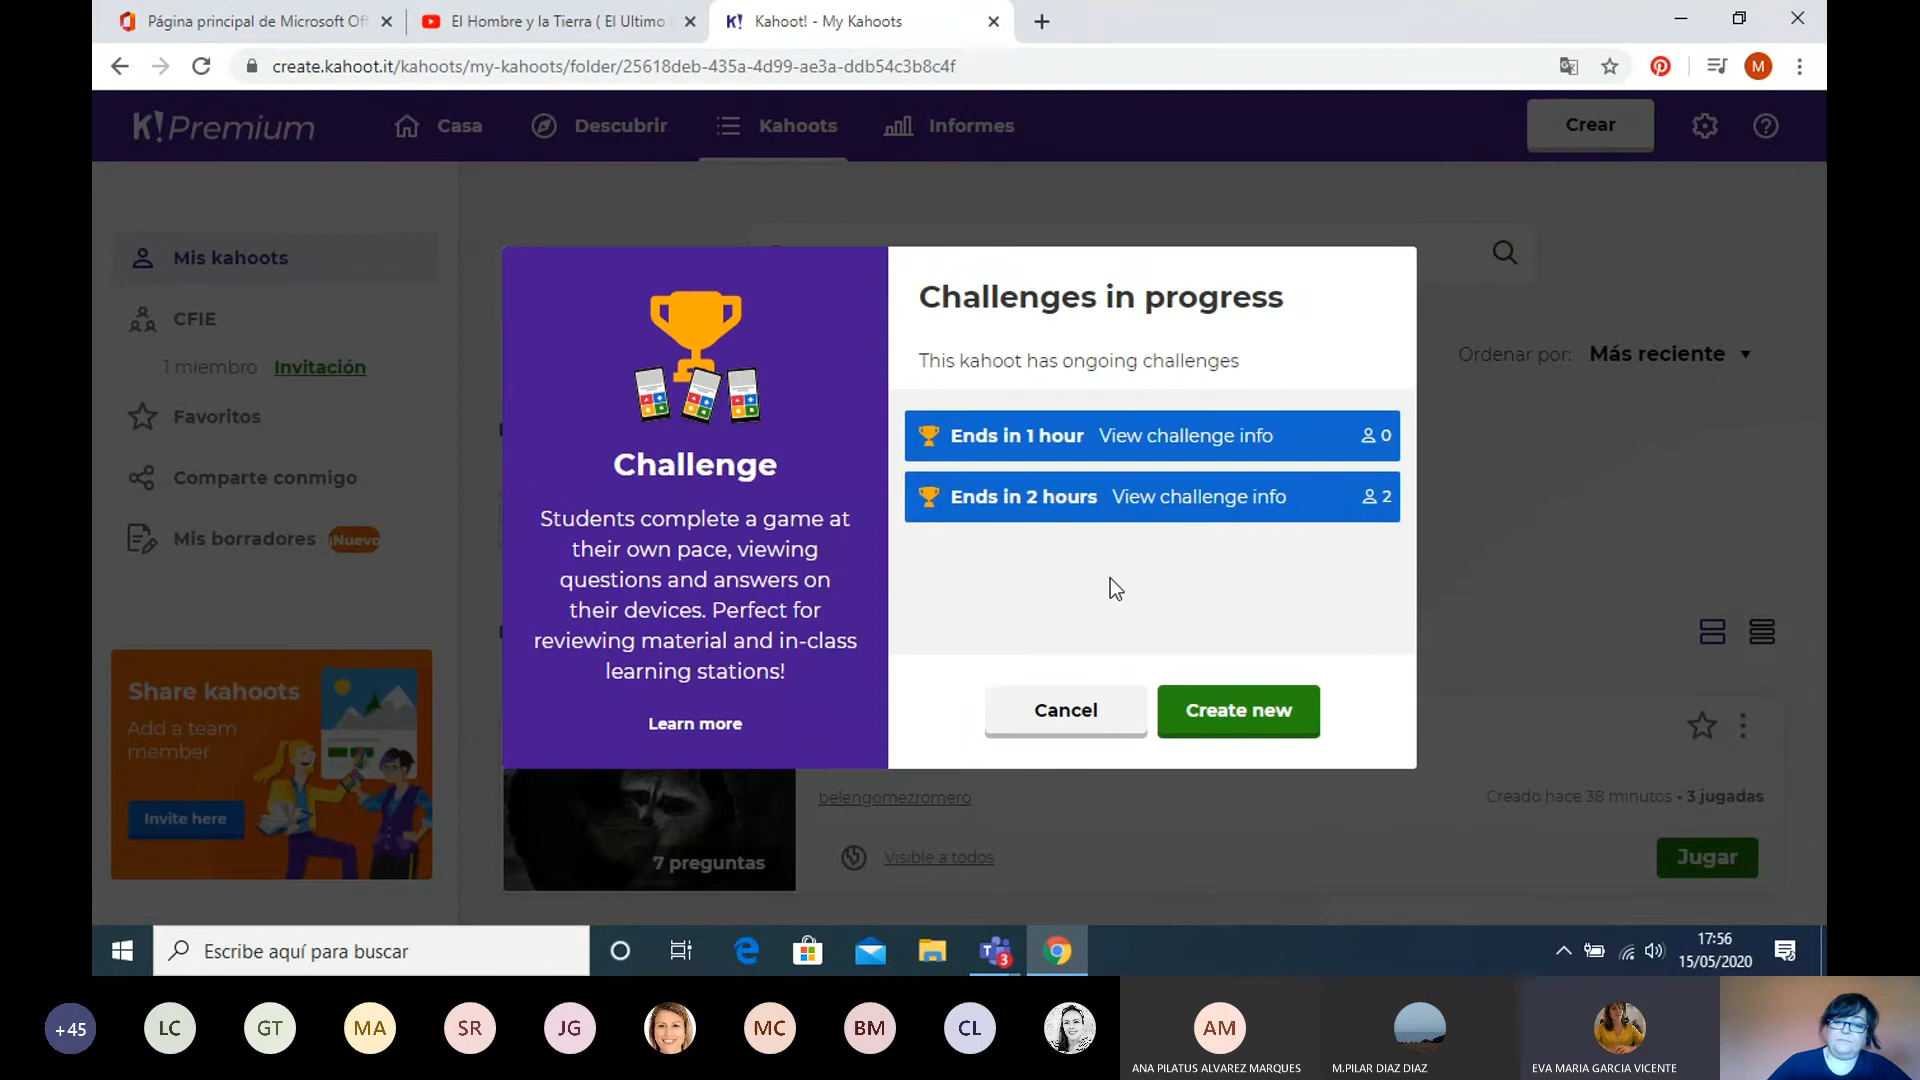 Página principal de Microsoft Of
El Hombre y la Tierra ( El Ultimo
K! Kahoot! - My Kahoots
create.kahoot.it/kahoots/my-kahoots/folder/25618deb-435a-4d99-ae3a-ddb54c3b8c4f
M
K! Premium
Casa
Descubrir
Kahoots
Informes
Crear
Mis kahoots
CFIE
1 miembro Invitación
Favoritos
Comparte conmigo
Mis borradores ¡Nuevo
Share kahoots
Add a team
member
Invite here
Challenge
Students complete a game at
their own pace, viewing
questions and answers on
their devices. Perfect for
reviewing material and in-class
learning stations!
Learn more
Challenges in progress
This kahoot has ongoing challenges
Ends in 1 hour View challenge info 0
Ends in 2 hours View challenge info 2
Cancel
Create new
Ordenar por: Más reciente
7 preguntas
belengomezromero
Visible a todos
Creado hace 38 minutos • 3 jugadas
Jugar
Escribe aquí para buscar
3
17:56
15/05/2020
+45
LC
GT
MA
SR
JG
MC
BM
CL
AM
ANA PILATUS ALVAREZ MARQUES
M.PILAR DIAZ DIAZ
EVA MARIA GARCIA VICENTE